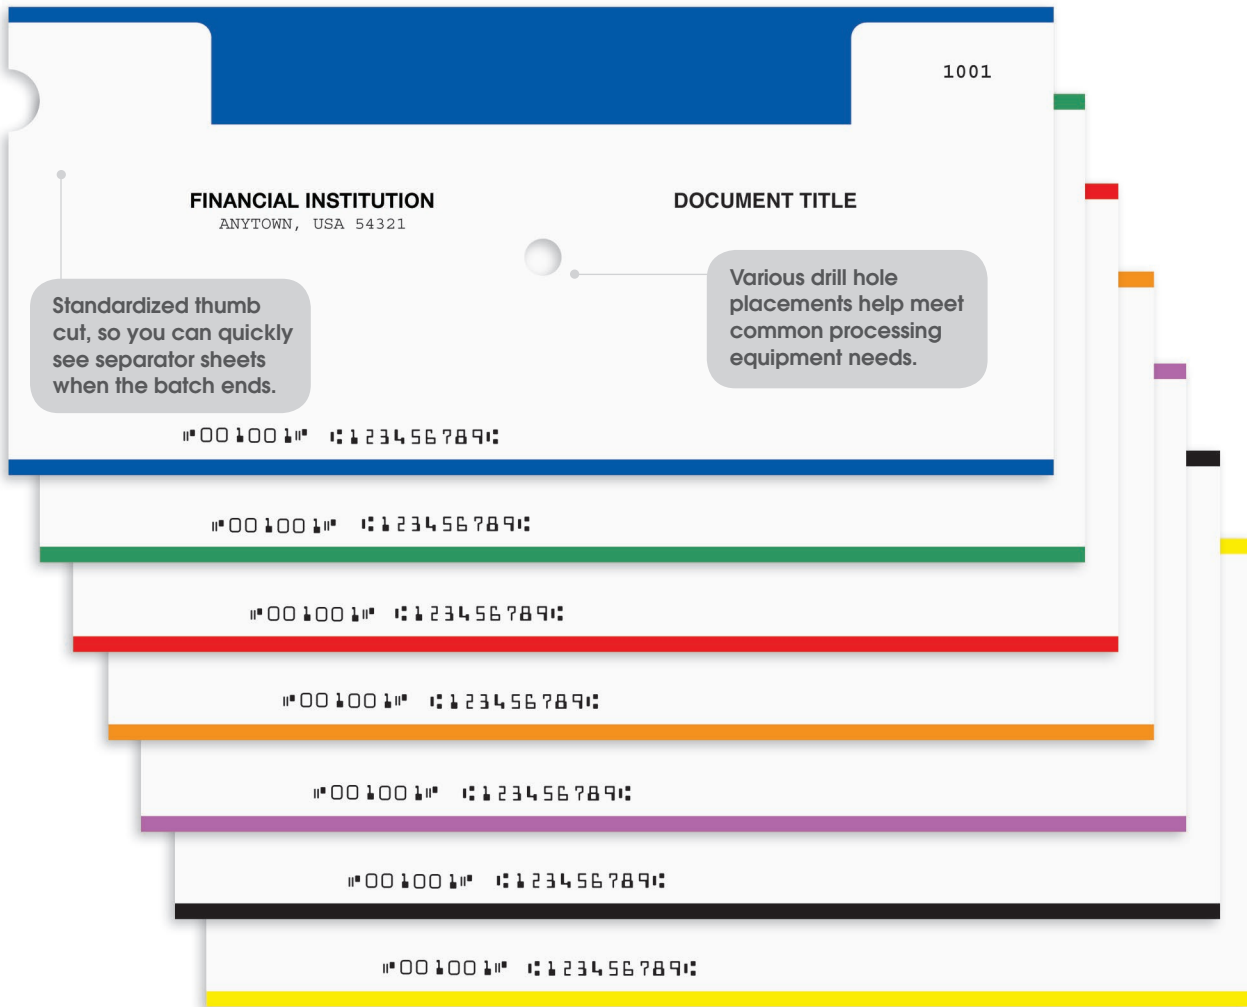 1001
FINANCIAL INSTITUTION
ANYTOWN, USA 54321
DOCUMENT TITLE
Standardized thumb
cut, so you can quickly
see separator sheets
when the batch ends.
Various drill hole
placements help meet
common processing
equipment needs.
⑈001001⑈ ⑆123456789⑆
⑈001001⑈ ⑆123456789⑆
⑈001001⑈ ⑆123456789⑆
⑈001001⑈ ⑆123456789⑆
⑈001001⑈ ⑆123456789⑆
⑈001001⑈ ⑆123456789⑆
⑈001001⑈ ⑆123456789⑆